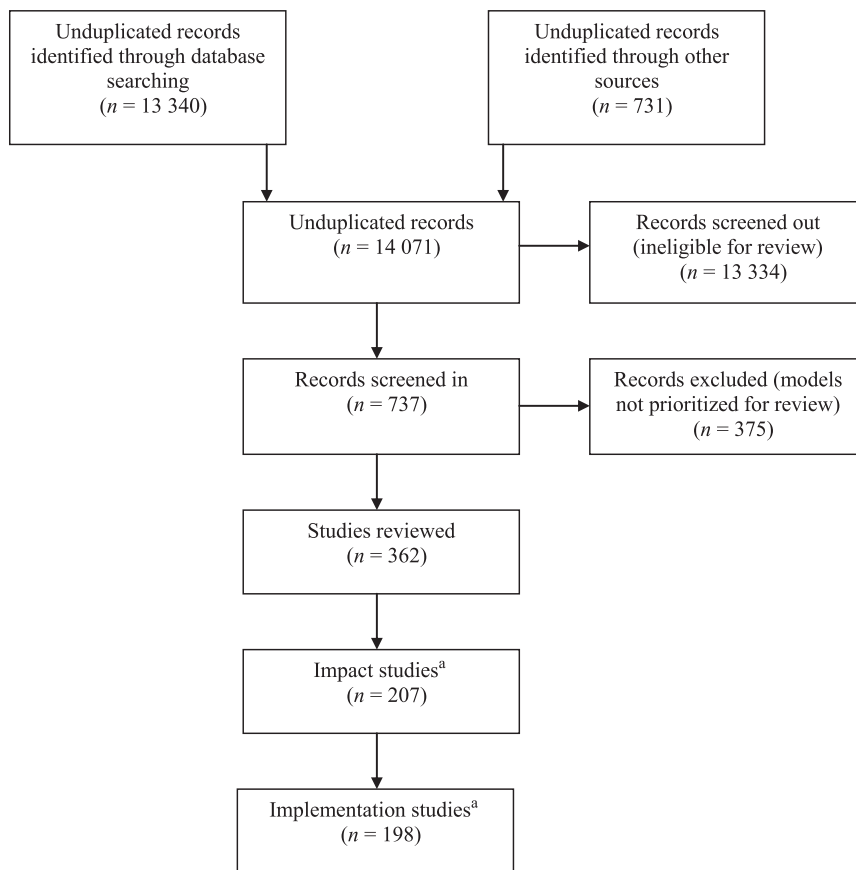 Unduplicated records
identified through database
searching
(n = 13 340)
Unduplicated records
identified through other
sources
(n = 731)
Unduplicated records
(n = 14 071)
Records screened out
(ineligible for review)
(n = 13 334)
Records screened in
(n = 737)
Records excluded (models
not prioritized for review)
(n = 375)
Studies reviewed
(n = 362)
Impact studiesᵃ
(n = 207)
Implementation studiesᵃ
(n = 198)